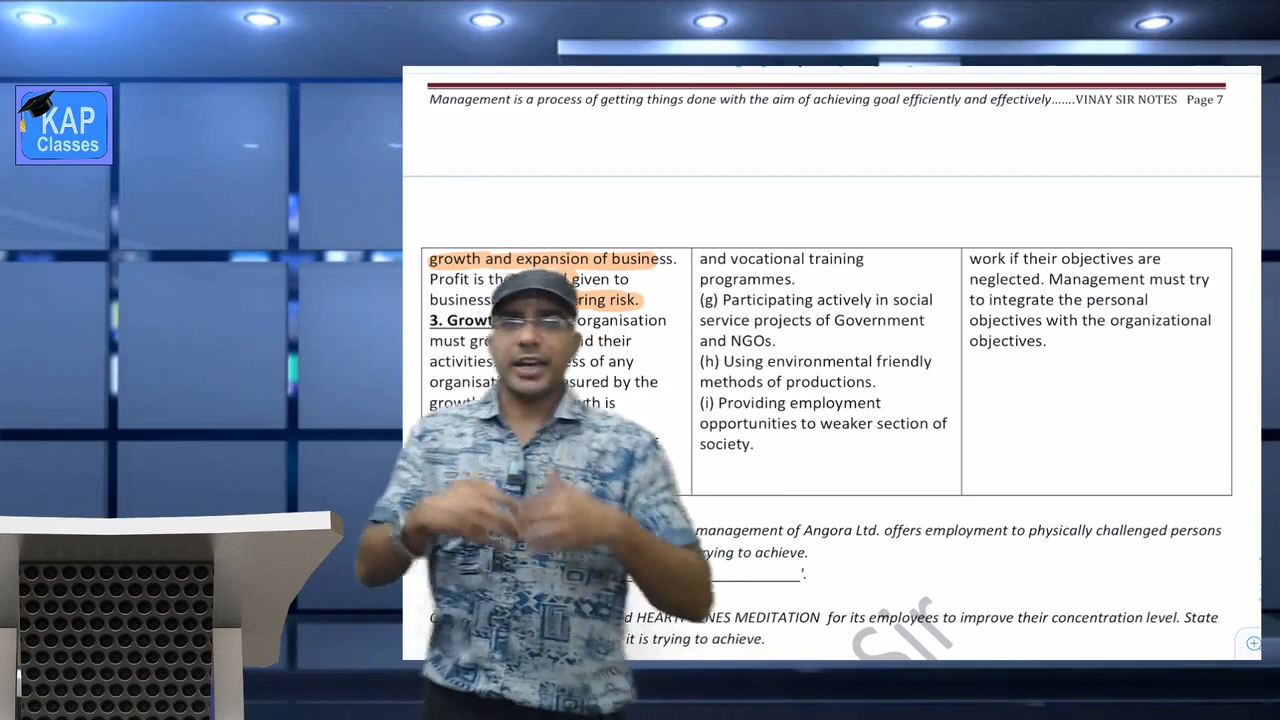 KAP
Classes
Management is a process of getting things done with the aim of achieving goal efficiently and effectively.......VINAY SIR NOTES Page 7
growth and expansion of business.
Profit is the given to
business ring risk.
3. Growt organisation
must gr d their
activities. ess of any
organisati sured by the
growt th is
and vocational training
programmes.
(g) Participating actively in social
service projects of Government
and NGOs.
(h) Using environmental friendly
methods of productions.
(i) Providing employment
opportunities to weaker section of
society.
work if their objectives are
neglected. Management must try
to integrate the personal
objectives with the organizational
objectives.
management of Angora Ltd. offers employment to physically challenged persons
rying to achieve.
d HEART NES MEDITATION for its employees to improve their concentration level. State
it is trying to achieve.
Sir